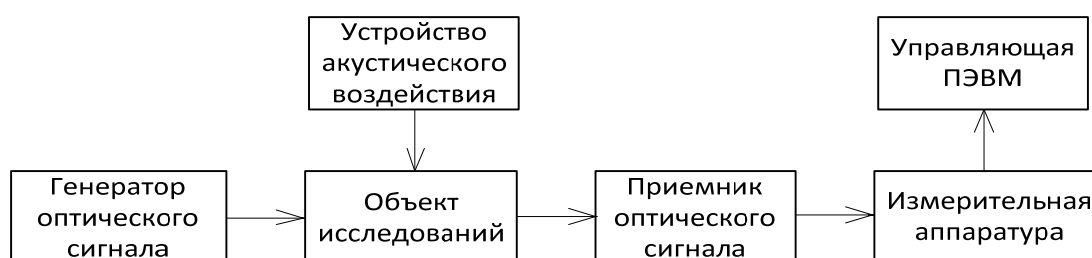 Устройство
акустического
воздействия
Управляющая
ПЭВМ
Генератор
оптического
сигнала
Объект
исследований
Приемник
оптического
сигнала
Измерительная
аппаратура